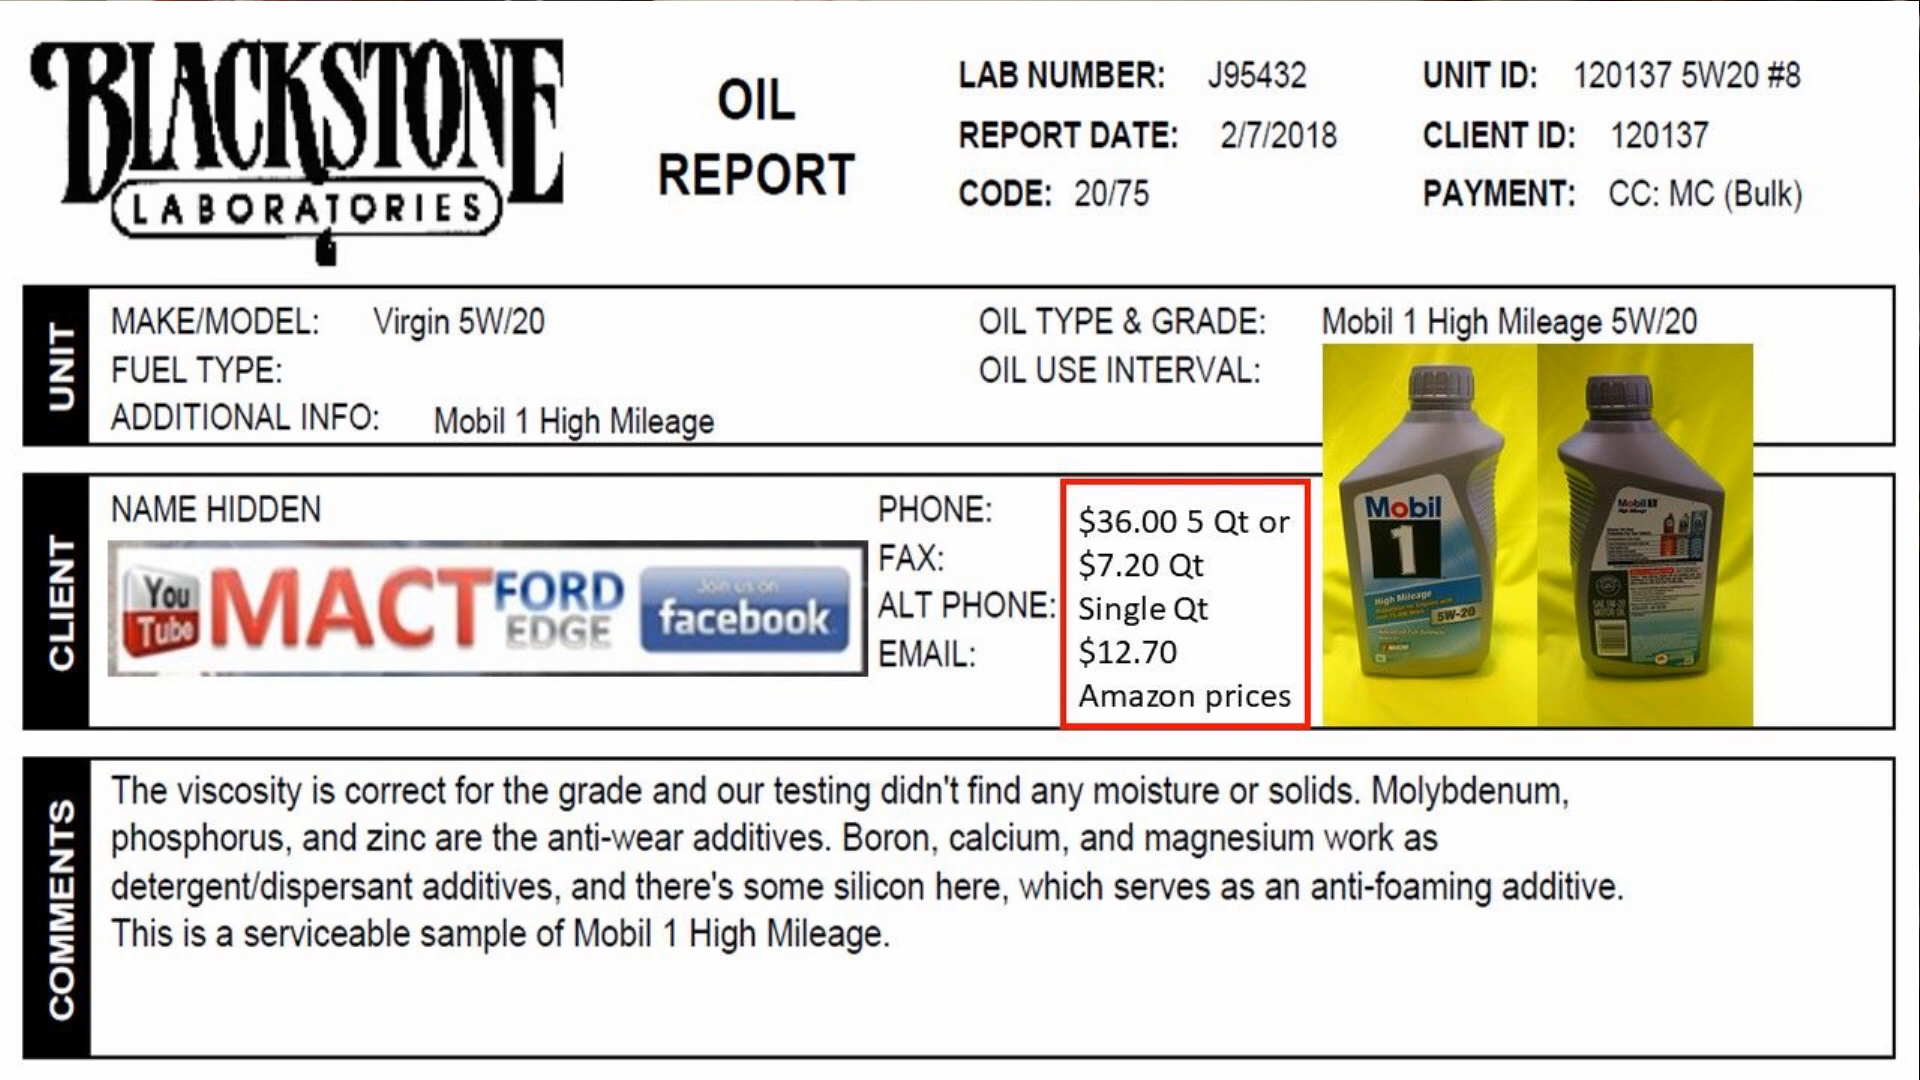 BLACKSTONE
LABORATORIES
OIL
REPORT
LAB NUMBER: J95432
REPORT DATE: 2/7/2018
CODE: 20/75
UNIT ID: 120137 5W20 #8
CLIENT ID: 120137
PAYMENT: CC: MC (Bulk)
UNIT
MAKE/MODEL: Virgin 5W/20
FUEL TYPE:
ADDITIONAL INFO: Mobil 1 High Mileage
OIL TYPE & GRADE: Mobil 1 High Mileage 5W/20
OIL USE INTERVAL:
CLIENT
NAME HIDDEN
You
Tube
MACT
FORD
EDGE
Join us on
facebook
PHONE:
FAX:
ALT PHONE:
EMAIL:
$36.00 5 Qt or
$7.20 Qt
Single Qt
$12.70
Amazon prices
Mobil
1
High Mileage
5W-20
Mobil 1
High Mileage
COMMENTS
The viscosity is correct for the grade and our testing didn't find any moisture or solids. Molybdenum,
phosphorus, and zinc are the anti-wear additives. Boron, calcium, and magnesium work as
detergent/dispersant additives, and there's some silicon here, which serves as an anti-foaming additive.
This is a serviceable sample of Mobil 1 High Mileage.